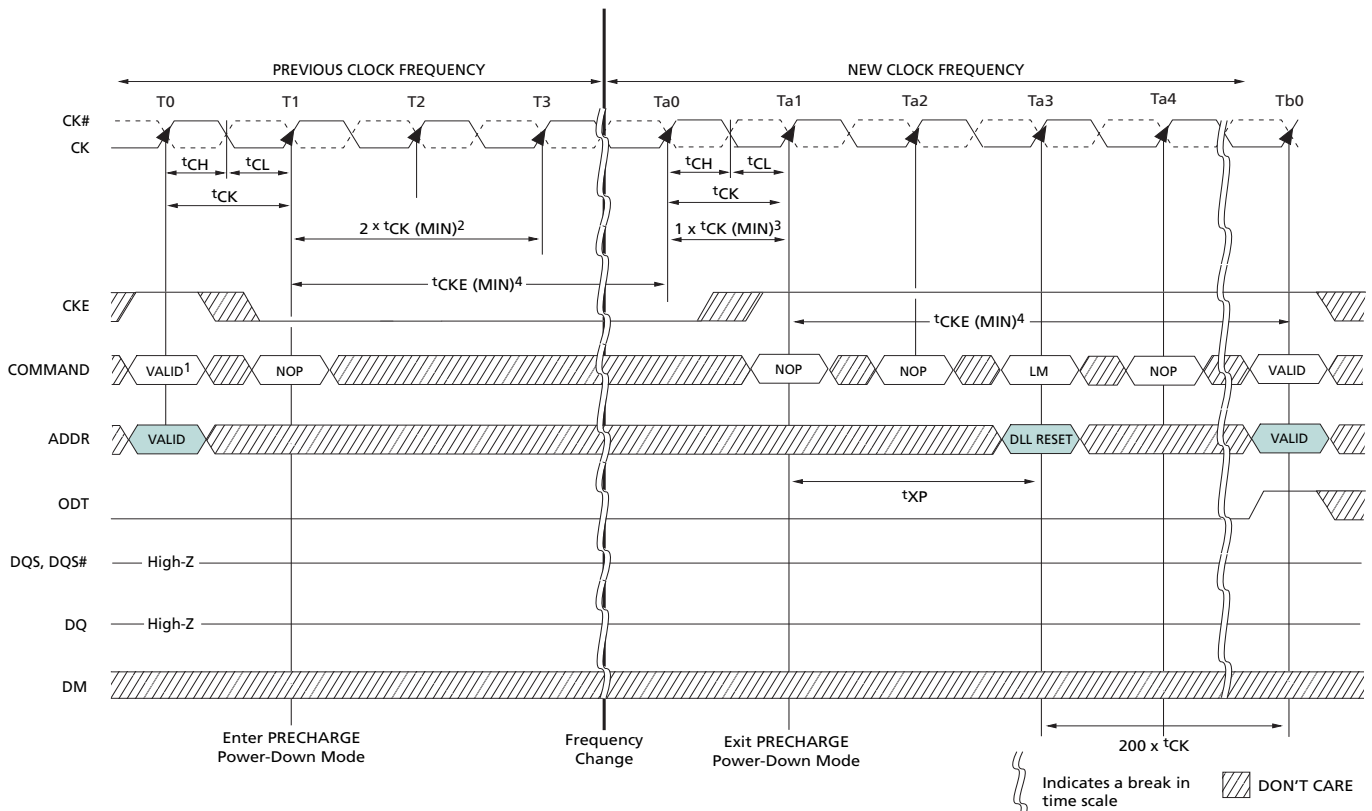 PREVIOUS CLOCK FREQUENCY
NEW CLOCK FREQUENCY
T0
T1
T2
T3
Ta0
Ta1
Ta2
Ta3
Ta4
Tb0
CK#
CK
tCH
tCL
tCH
tCL
tCK
tCK
2 x tCK (MIN)2
1 x tCK (MIN)3
tCKE (MIN)4
CKE
tCKE (MIN)4
COMMAND
VALID1
NOP
NOP
NOP
LM
NOP
VALID
ADDR
VALID
DLL RESET
VALID
ODT
tXP
DQS, DQS#
High-Z
DQ
High-Z
DM
Enter PRECHARGE
Power-Down Mode
Frequency
Change
Exit PRECHARGE
Power-Down Mode
200 x tCK
Indicates a break in
time scale
DON'T CARE